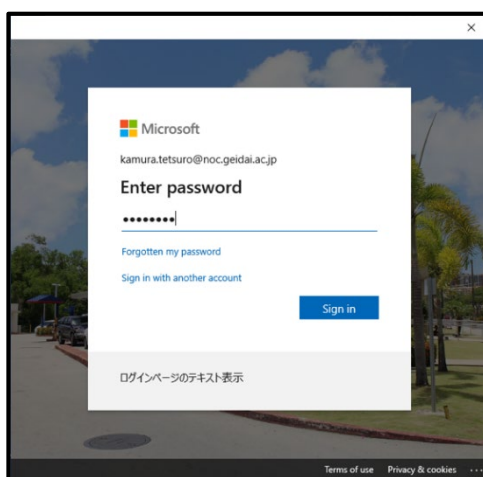 Microsoft
kamura.tetsuro@noc.geidai.ac.jp
Enter password
••••••••
Forgotten my password
Sign in with another account
Sign in
ログインページのテキスト表示
Terms of use Privacy & cookies ...